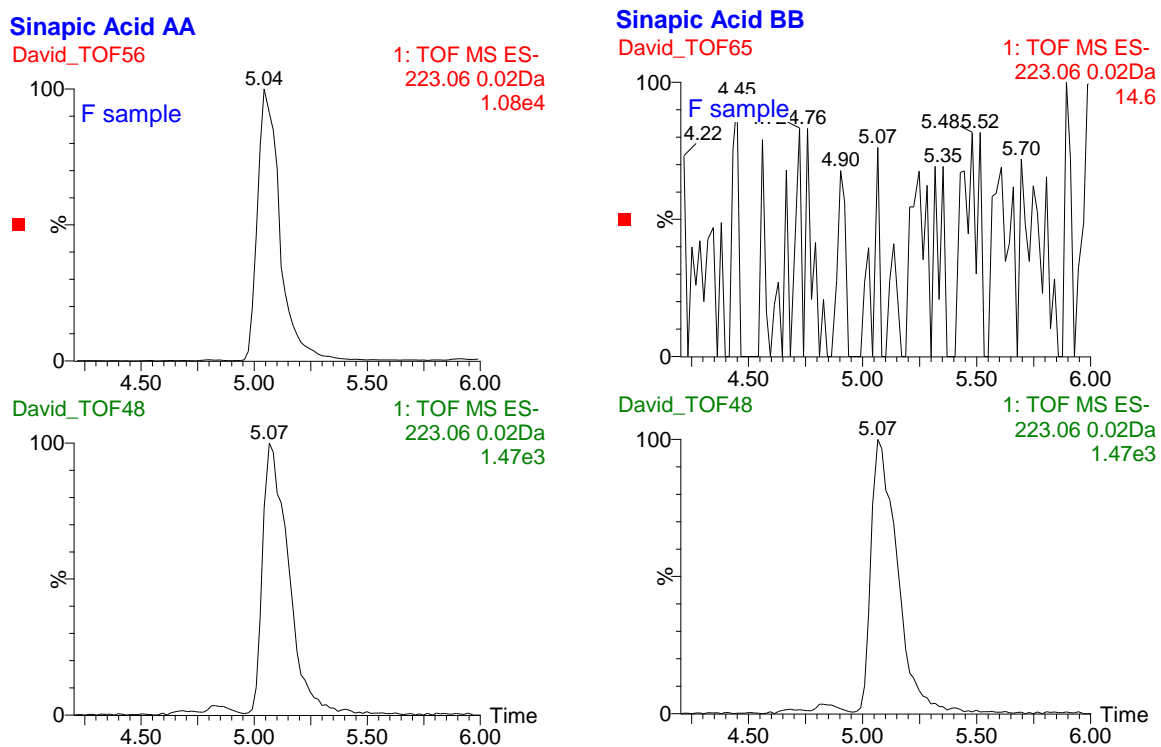 Sinapic Acid AA
David_TOF56
1: TOF MS ES-
223.06 0.02Da
1.08e4
F sample
5.04
100
%
0
4.50 5.00 5.50 6.00
David_TOF48
1: TOF MS ES-
223.06 0.02Da
1.47e3
5.07
100
%
0
4.50 5.00 5.50 6.00
Time
Sinapic Acid BB
David_TOF65
1: TOF MS ES-
223.06 0.02Da
14.6
F sample
4.22
4.45
4.76
4.90
5.07
5.35
5.48
5.52
5.70
100
%
0
4.50 5.00 5.50 6.00
David_TOF48
1: TOF MS ES-
223.06 0.02Da
1.47e3
5.07
100
%
0
4.50 5.00 5.50 6.00
Time